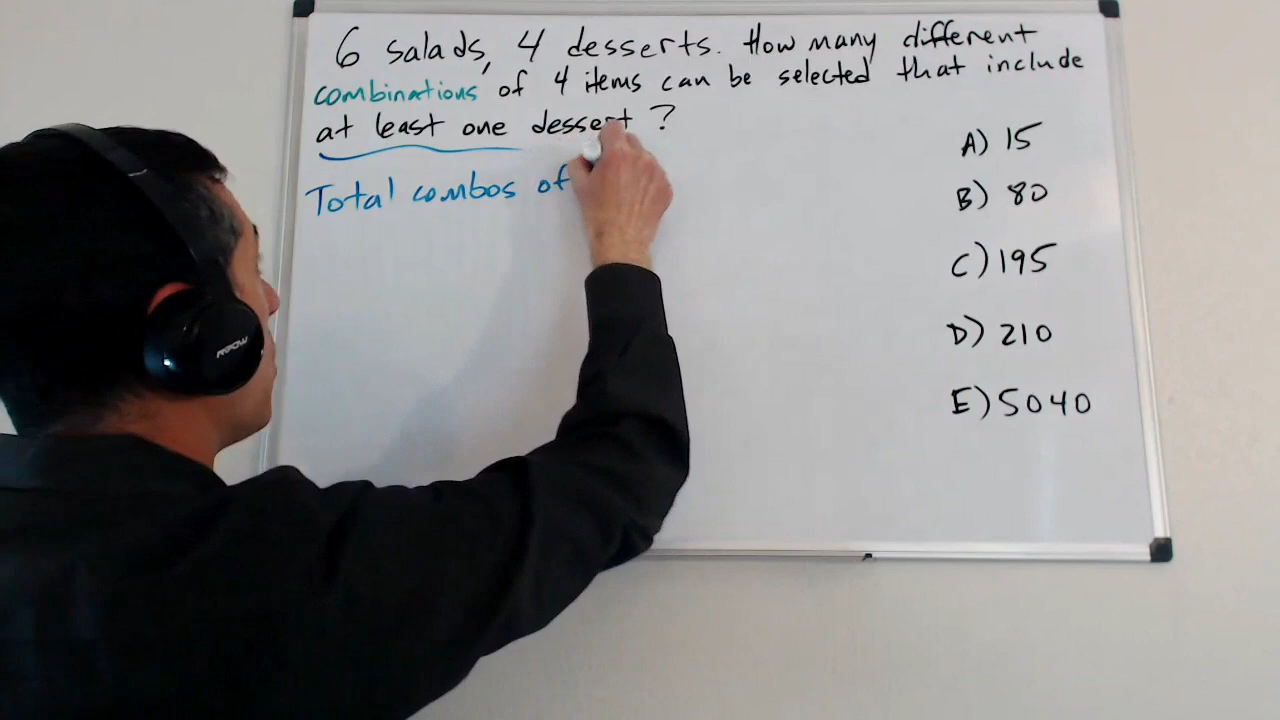 6 salads, 4 desserts. How many different
combinations of 4 items can be selected that include
at least one dessert ?
Total combos of
A) 15
B) 80
C) 195
D) 210
E) 5040
MPOW